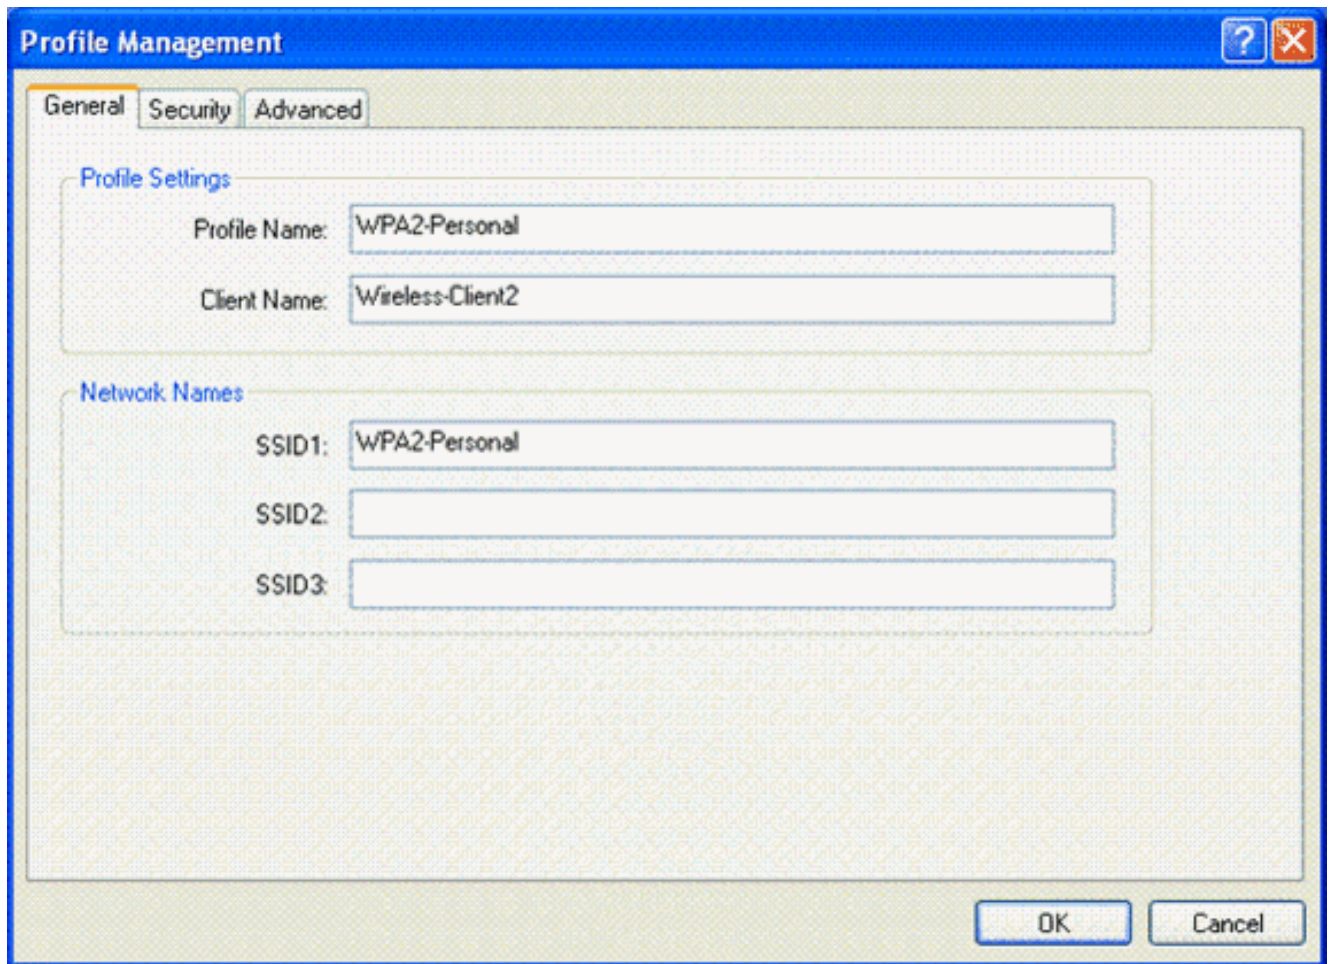 Profile Management
General Security Advanced
Profile Settings
Profile Name: WPA2-Personal
Client Name: Wireless-Client2
Network Names
SSID1: WPA2-Personal
SSID2:
SSID3:
OK Cancel